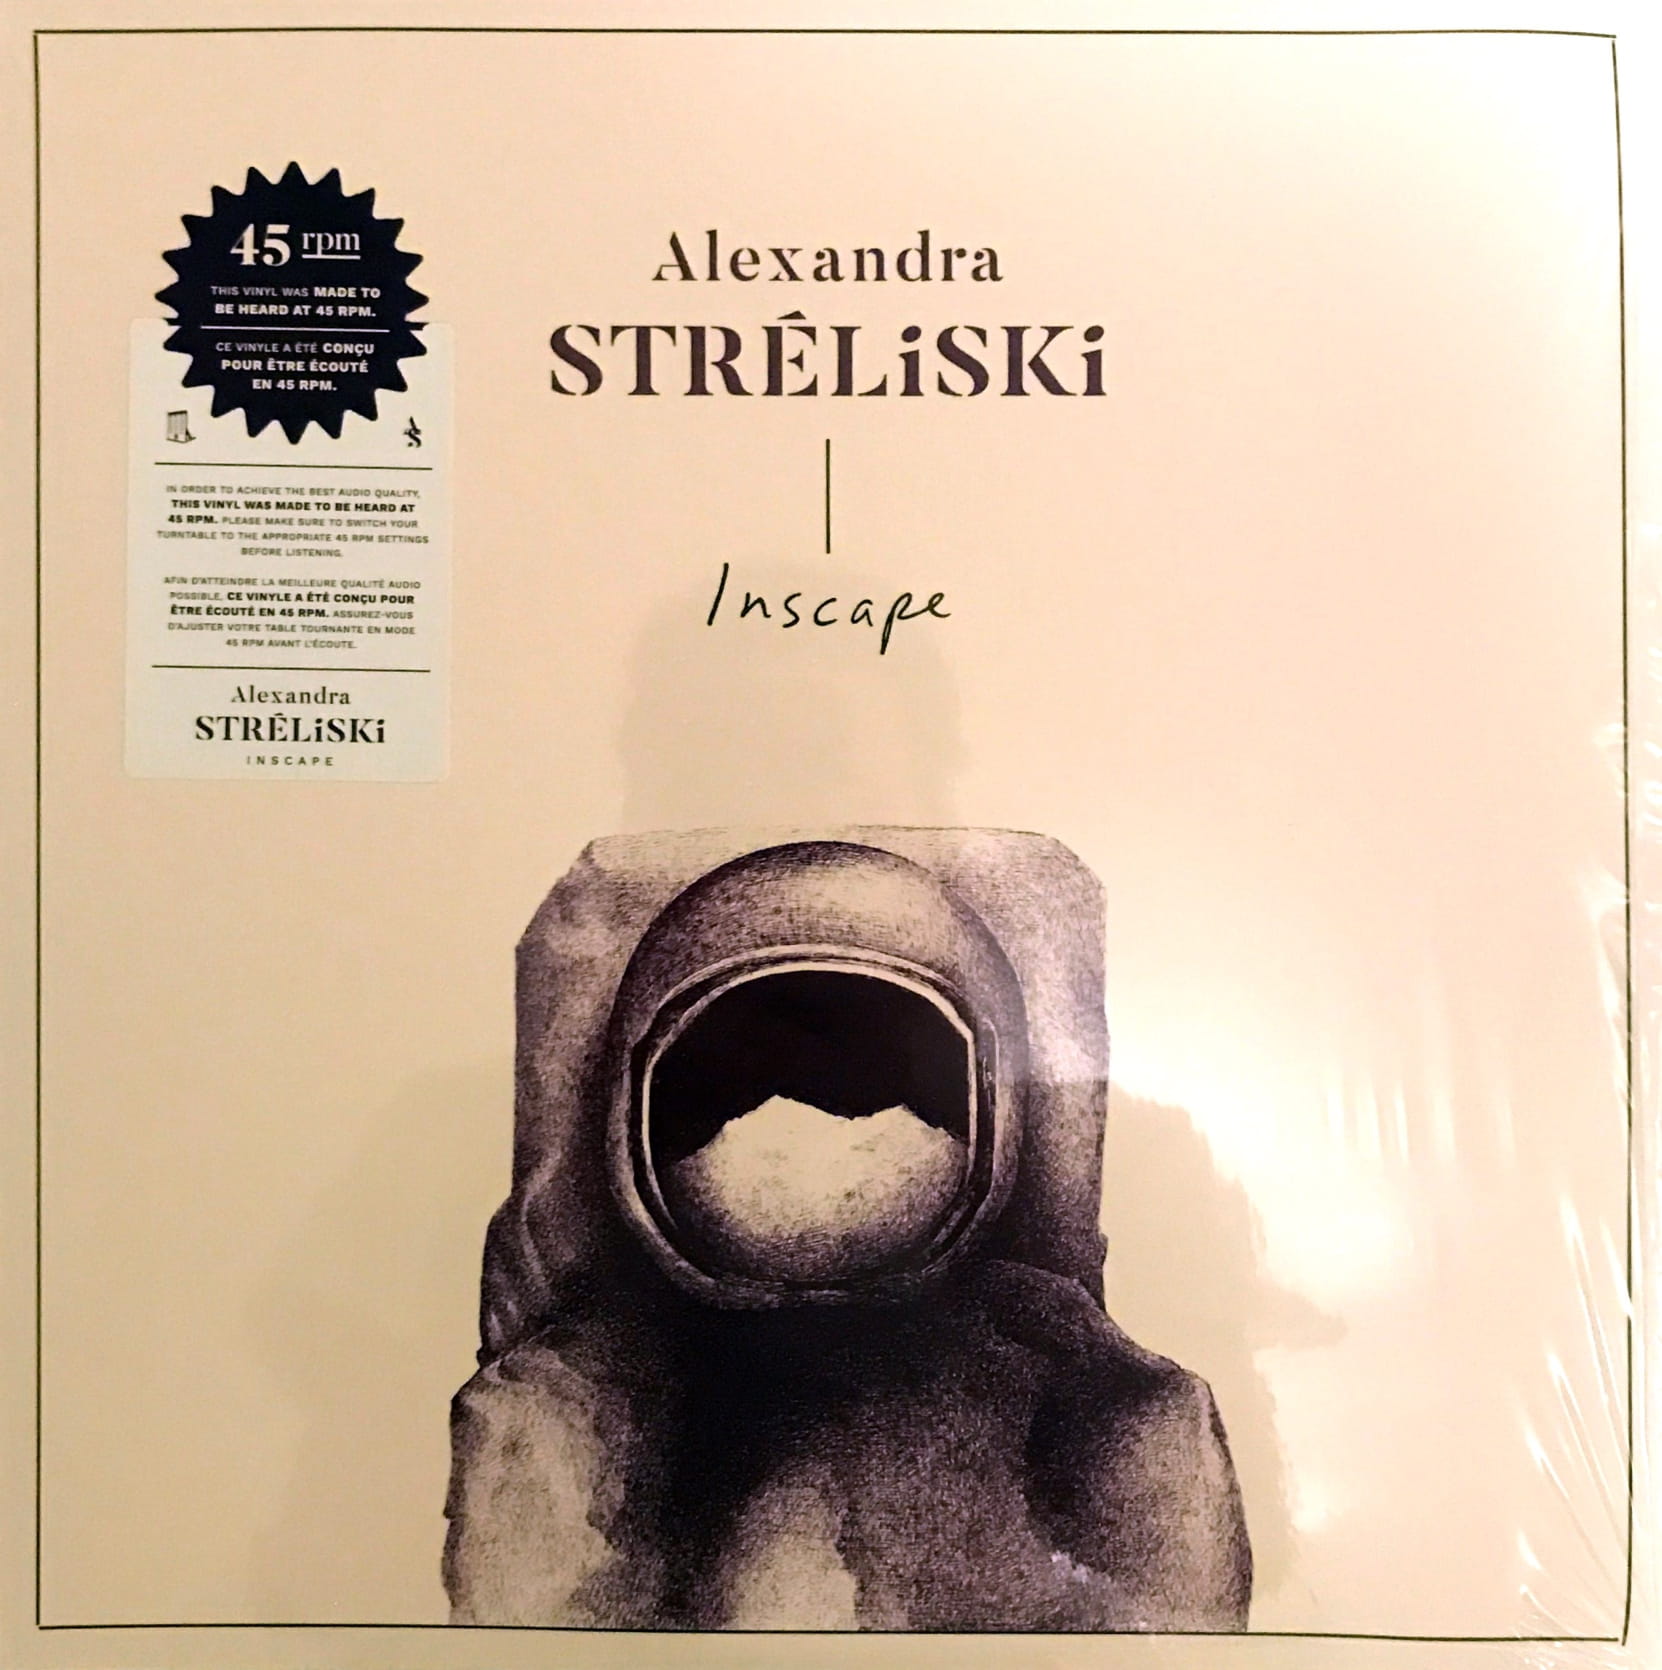 45 rpm
THIS VINYL WAS MADE TO
BE HEARD AT 45 RPM.
CE VINYLE A ÉTÉ CONÇU
POUR ÊTRE ÉCOUTÉ
EN 45 RPM.
IN ORDER TO ACHIEVE THE BEST AUDIO QUALITY,
THIS VINYL WAS MADE TO BE HEARD AT
45 RPM. PLEASE MAKE SURE TO SWITCH YOUR
TURNTABLE TO THE APPROPRIATE 45 RPM SETTINGS
BEFORE LISTENING.
AFIN D'ATTEINDRE LA MEILLEURE QUALITÉ AUDIO
POSSIBLE, CE VINYLE A ÉTÉ CONÇU POUR
ÊTRE ÉCOUTÉ EN 45 RPM. ASSUREZ-VOUS
D'AJUSTER VOTRE TABLE TOURNANTE EN MODE
45 RPM AVANT L'ÉCOUTE.
Alexandra
STRÉLiSKi
INSCAPE
Alexandra
STRÉLiSKi
Inscape